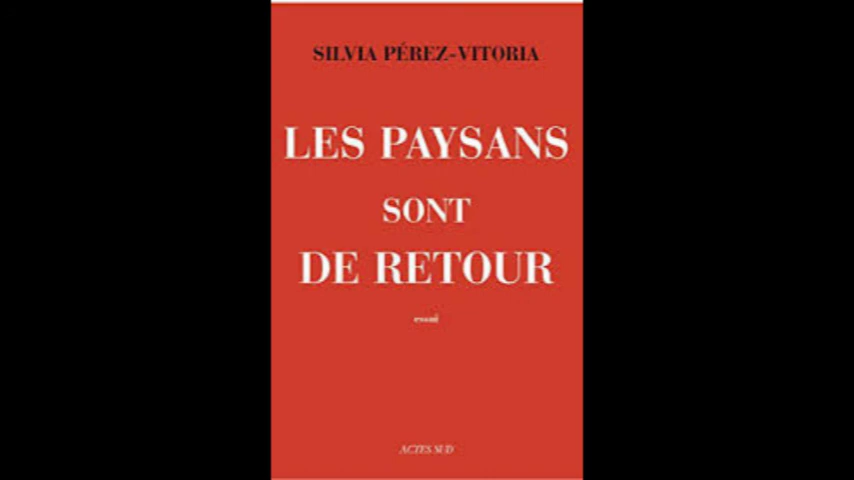 SILVIA PÉREZ-VITORIA
LES PAYSANS
SONT
DE RETOUR
essai
ACTES SUD